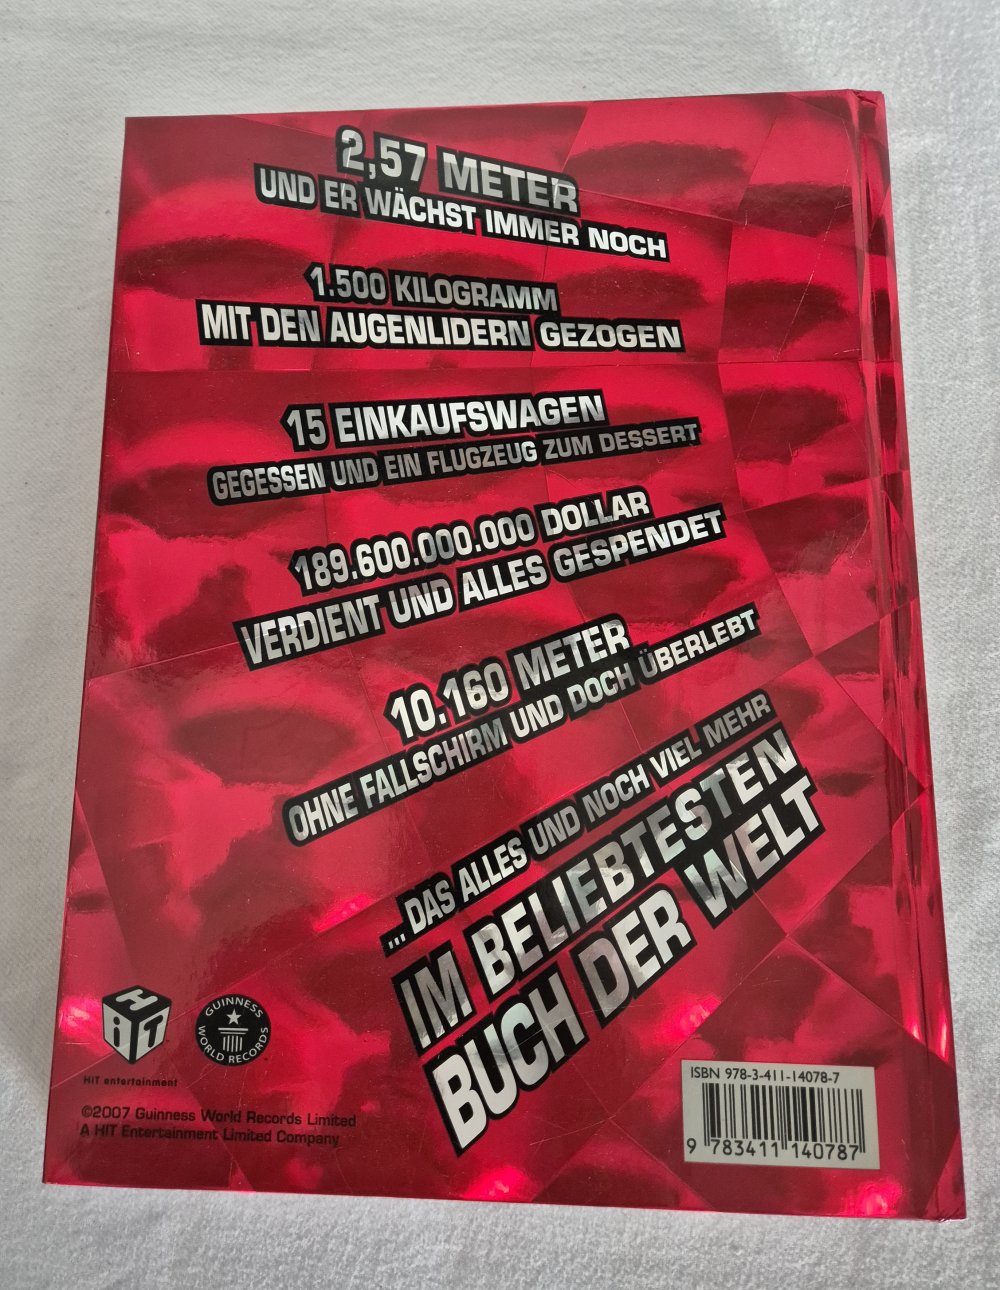 2,57 METER
UND ER WÄCHST IMMER NOCH
1.500 KILOGRAMM
MIT DEN AUGENLIDERN GEZOGEN
15 EINKAUFSWAGEN
GEGESSEN UND EIN FLUGZEUG ZUM DESSERT
189.600.000.000 DOLLAR
VERDIENT UND ALLES GESPENDET
10.160 METER
OHNE FALLSCHIRM UND DOCH ÜBERLEBT
... DAS ALLES UND NOCH VIEL MEHR
IM BELIEBTESTEN
BUCH DER WELT
HiT
HiT entertainment
GUINNESS
WORLD RECORDS
©2007 Guinness World Records Limited
A HIT Entertainment Limited Company
ISBN 978-3-411-14078-7
9 783411 140787